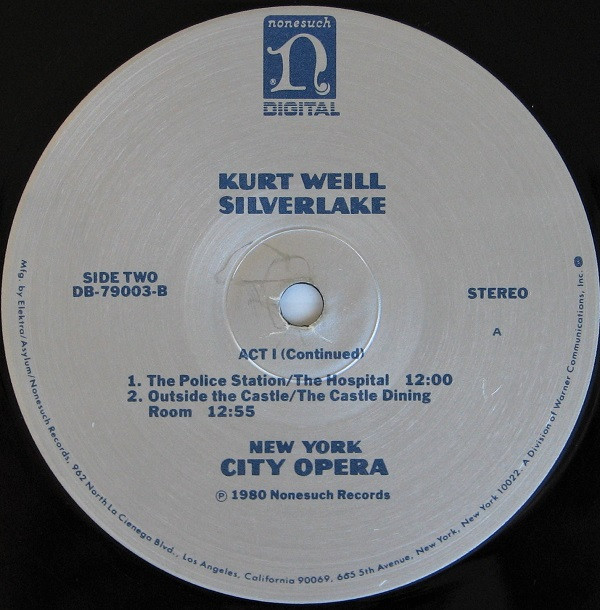 nonesuch
n
®
DIGITAL
KURT WEILL
SILVERLAKE
SIDE TWO
DB-79003-B
STEREO
A
ACT I (Continued)
1. The Police Station/The Hospital 12:00
2. Outside the Castle/The Castle Dining
Room 12:55
NEW YORK
CITY OPERA
℗ 1980 Nonesuch Records
Mfg. by Elektra/Asylum/Nonesuch Records, 962 North La Cienega Blvd., Los Angeles, California 90069, 665 5th Avenue, New York, New York 10022. A Division of Warner Communications, Inc.